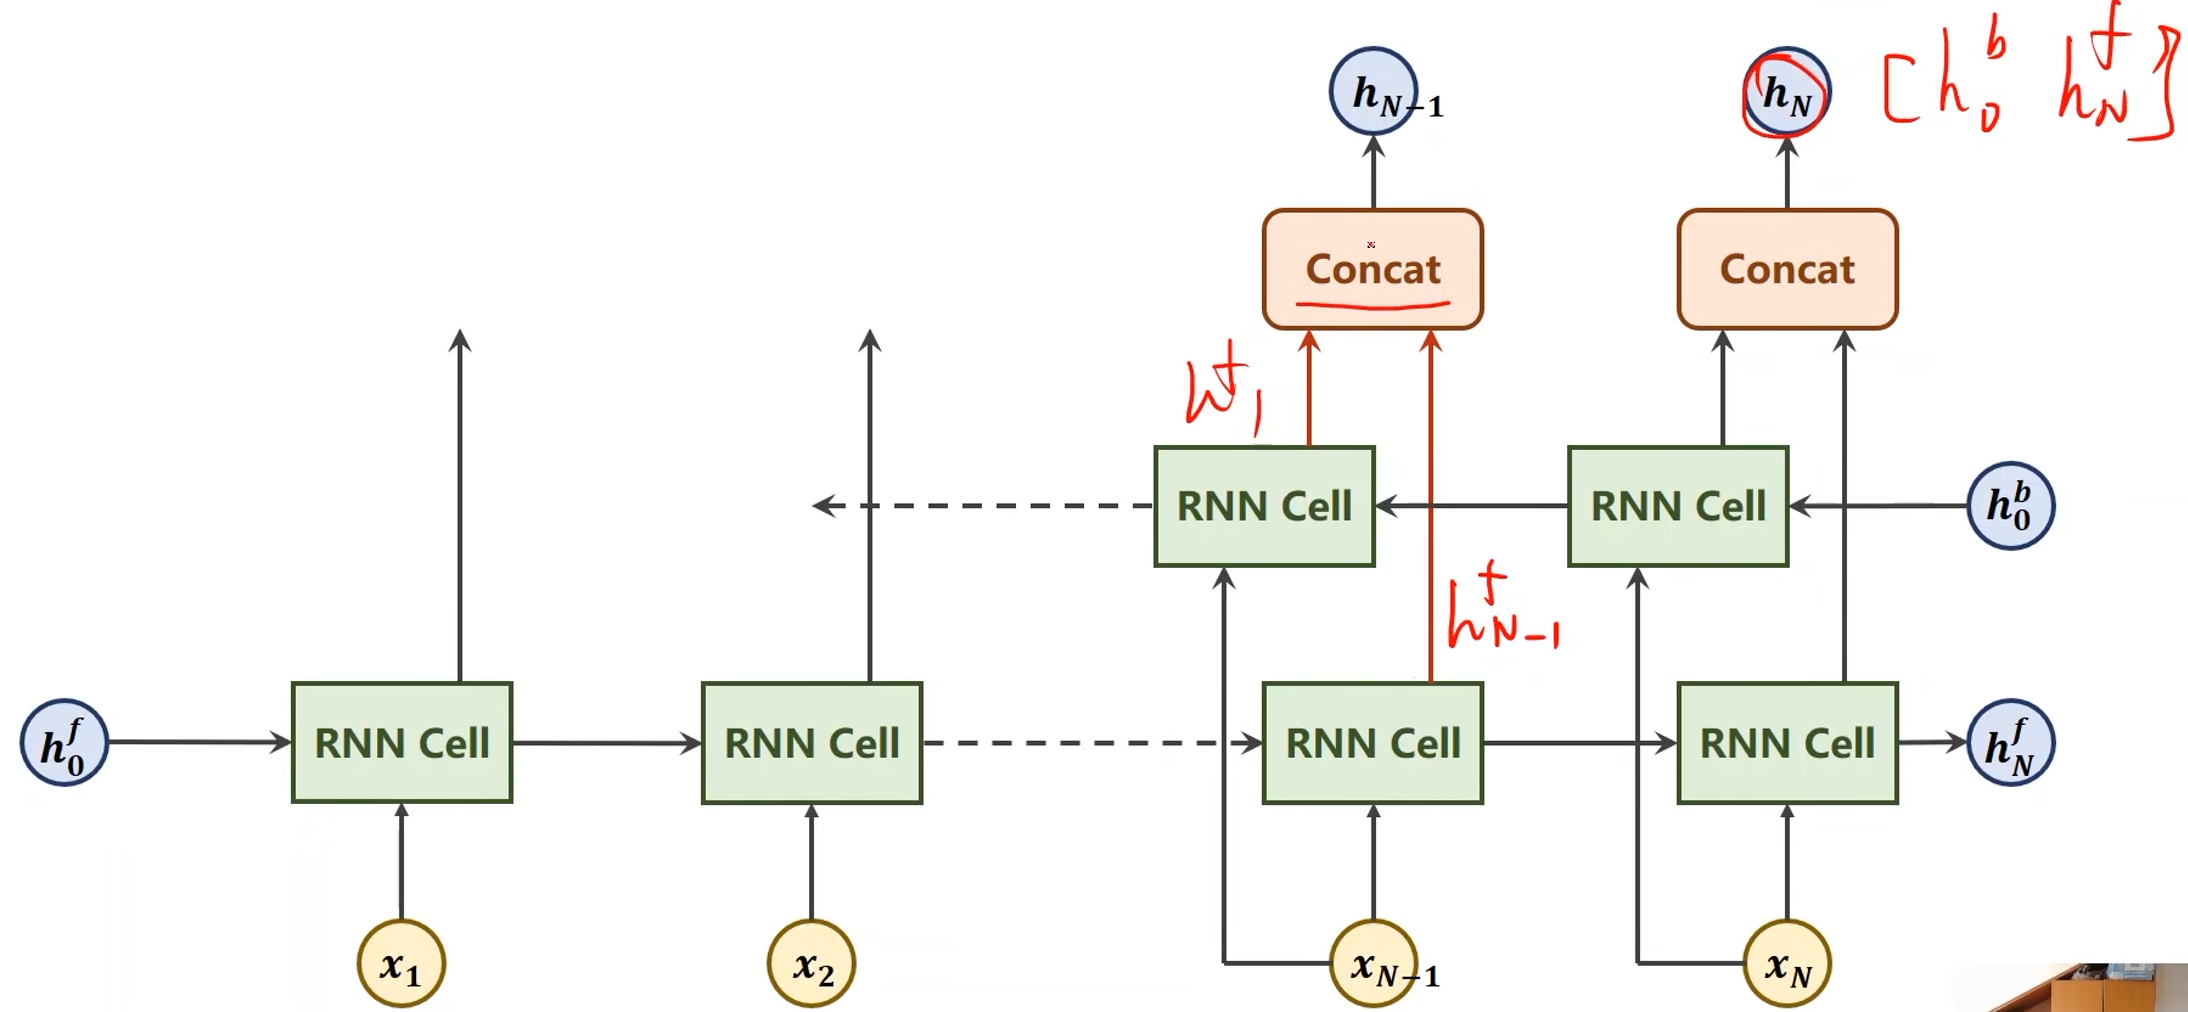 h_{N-1} h_N [h_0^b h_N^f]
Concat Concat
h_1^f
RNN Cell RNN Cell h_0^b
h_{N-1}^f
h_0^f RNN Cell RNN Cell RNN Cell RNN Cell h_N^f
x_1 x_2 x_{N-1} x_N